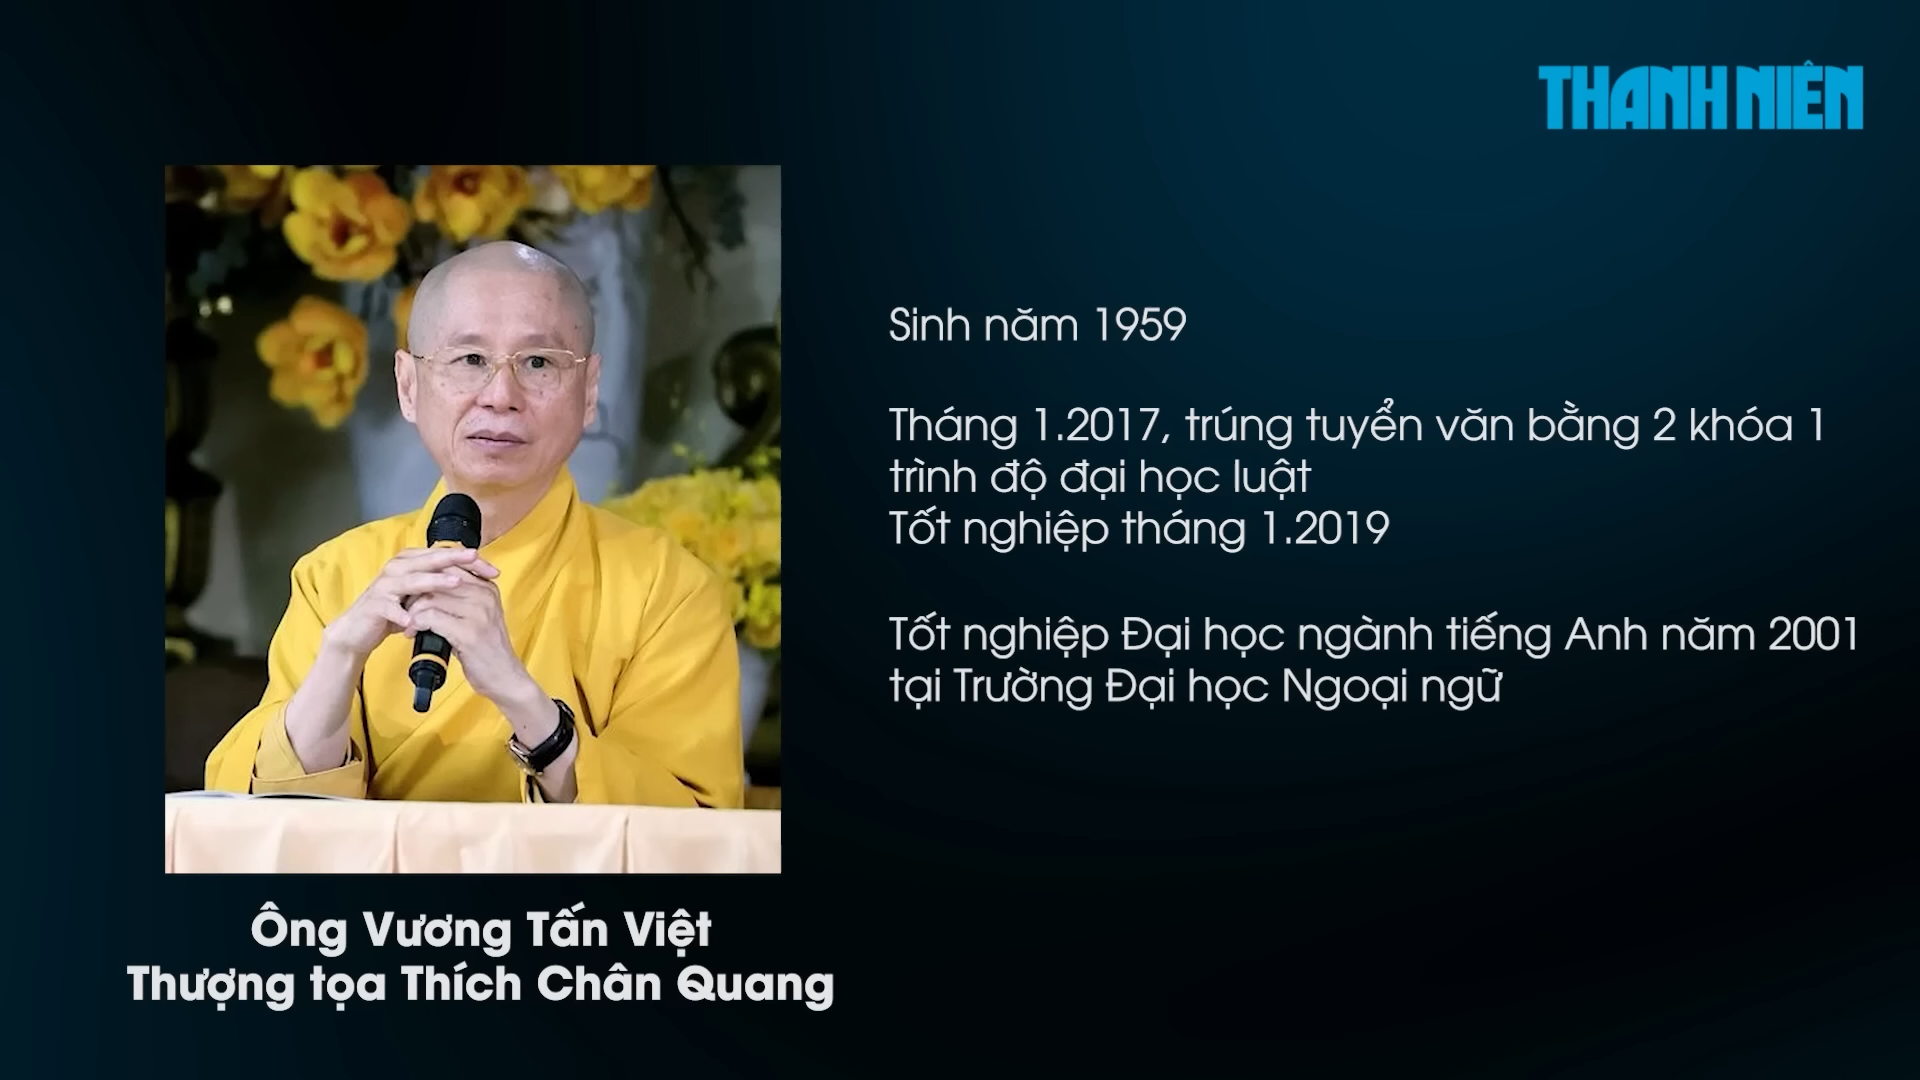 THANH NIÊN
Sinh năm 1959
Tháng 1.2017, trúng tuyển văn bằng 2 khóa 1
trình độ đại học luật
Tốt nghiệp tháng 1.2019
Tốt nghiệp Đại học ngành tiếng Anh năm 2001
tại Trường Đại học Ngoại ngữ
Ông Vương Tấn Việt
Thượng tọa Thích Chân Quang